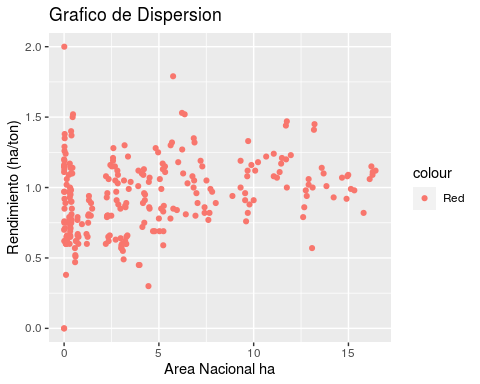 Grafico de Dispersion
2.0
1.5
1.0
0.5
0.0
Rendimiento (ha/ton)
0
5
10
15
Area Nacional ha
colour
Red